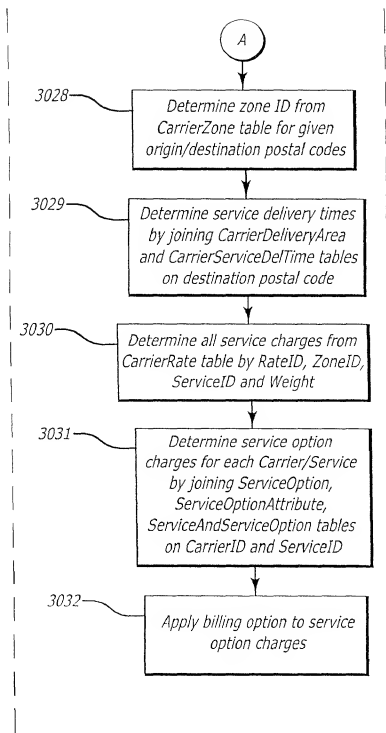 A
3028
Determine zone ID from
CarrierZone table for given
origin/destination postal codes
3029
Determine service delivery times
by joining CarrierDeliveryArea
and CarrierServiceDelTime tables
on destination postal code
3030
Determine all service charges from
CarrierRate table by RateID, ZoneID,
ServiceID and Weight
3031
Determine service option
charges for each Carrier/Service
by joining ServiceOption,
ServiceOptionAttribute,
ServiceAndServiceOption tables
on CarrierID and ServiceID
3032
Apply billing option to service
option charges